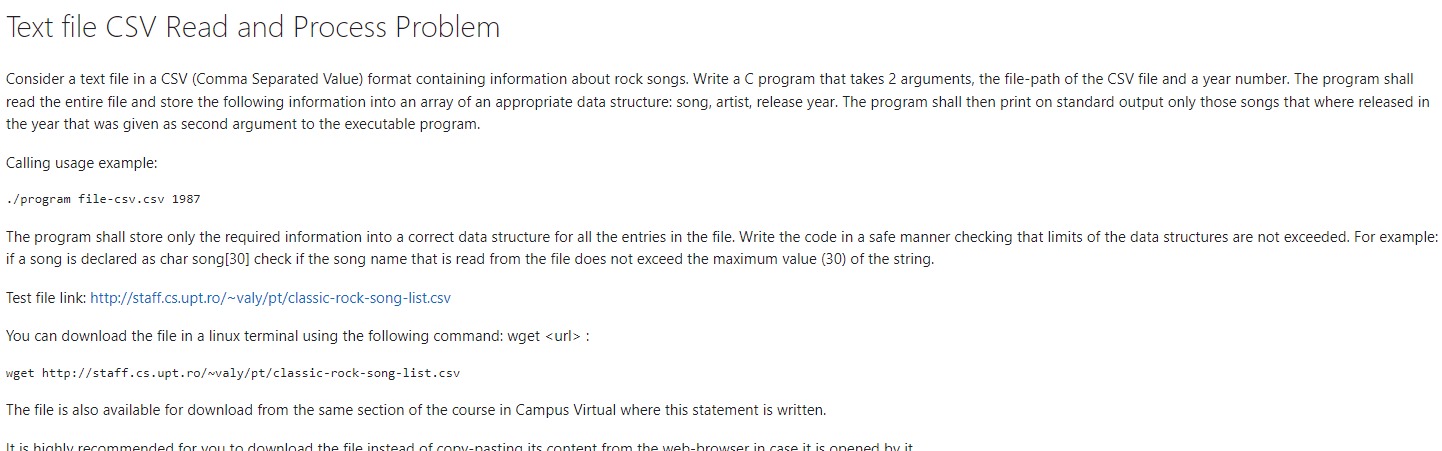 Text file CSV Read and Process Problem
Consider a text file in a CSV (Comma Separated Value) format containing information about rock songs. Write a C program that takes 2 arguments, the file-path of the CSV file and a year number. The program shall
read the entire file and store the following information into an array of an appropriate data structure: song, artist, release year. The program shall then print on standard output only those songs that where released in
the year that was given as second argument to the executable program.
Calling usage example:
./program file-csv.csv 1987
The program shall store only the required information into a correct data structure for all the entries in the file. Write the code in a safe manner checking that limits of the data structures are not exceeded. For example:
if a song is declared as char song[30] check if the song name that is read from the file does not exceed the maximum value (30) of the string.
Test file link: http://staff.cs.upt.ro/~valy/pt/classic-rock-song-list.csv
You can download the file in a linux terminal using the following command: wget <url> :
wget http://staff.cs.upt.ro/~valy/pt/classic-rock-song-list.csv
The file is also available for download from the same section of the course in Campus Virtual where this statement is written.
It is highly recommended for you to download the file instead of copy-pasting its content from the web-browser in case it is opened by it